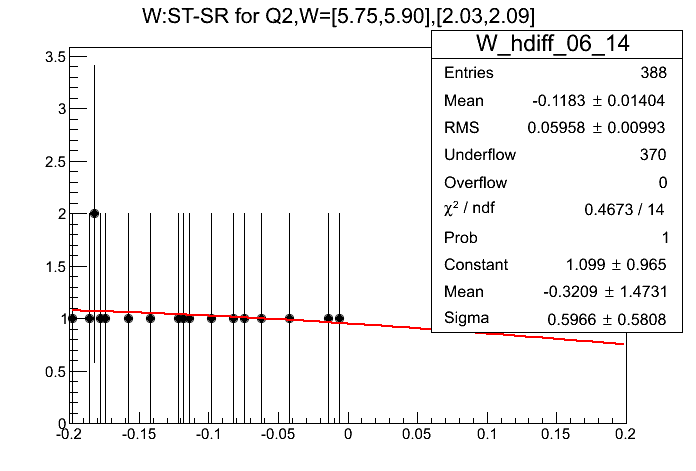 W:ST-SR for Q2,W=[5.75,5.90],[2.03,2.09]
W_hdiff_06_14
Entries 388
Mean -0.1183 ± 0.01404
RMS 0.05958 ± 0.00993
Underflow 370
Overflow 0
χ² / ndf 0.4673 / 14
Prob 1
Constant 1.099 ± 0.965
Mean -0.3209 ± 1.4731
Sigma 0.5966 ± 0.5808
3.5
3
2.5
2
1.5
1
0.5
0
-0.2 -0.15 -0.1 -0.05 0 0.05 0.1 0.15 0.2